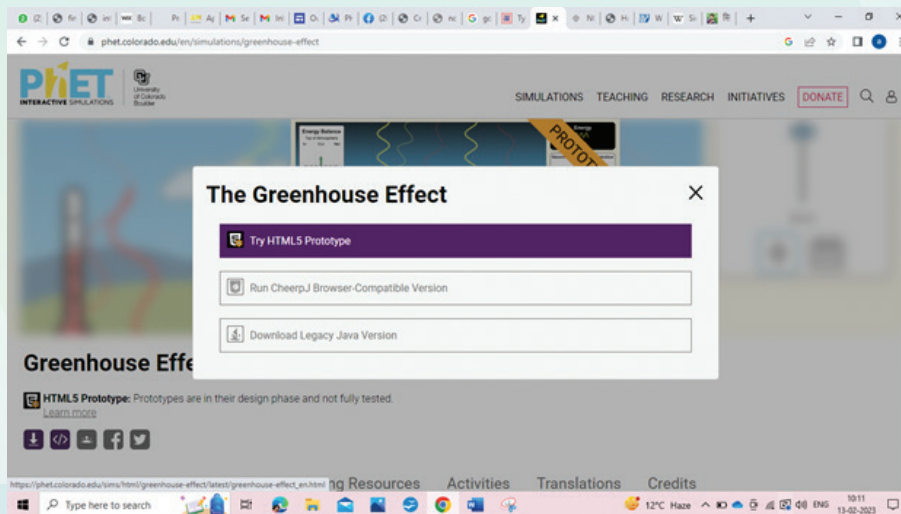 phet.colorado.edu/en/simulations/greenhouse-effect
PhET
INTERACTIVE SIMULATIONS
University
of Colorado
Boulder
SIMULATIONS TEACHING RESEARCH INITIATIVES DONATE
Energy Balance
Energy
PROTOT
The Greenhouse Effect
Try HTML5 Prototype
Run CheerpJ Browser-Compatible Version
Download Legacy Java Version
Greenhouse Effe
HTML5 Prototype: Prototypes are in their design phase and not fully tested.
Learn more
https://phet.colorado.edu/sims/html/greenhouse-effect/latest/greenhouse-effect_en.html
ng Resources Activities Translations Credits
Type here to search
12°C Haze
ENG
10:11
13-02-2023